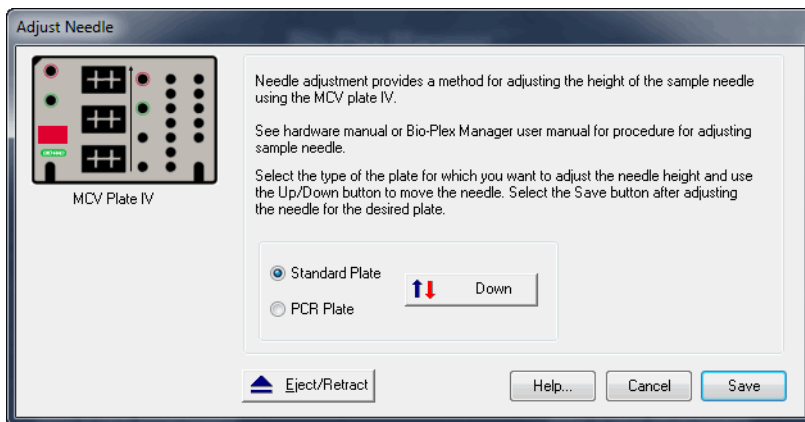 Adjust Needle
MCV Plate IV
Needle adjustment provides a method for adjusting the height of the sample needle
using the MCV plate IV.
See hardware manual or Bio-Plex Manager user manual for procedure for adjusting
sample needle.
Select the type of the plate for which you want to adjust the needle height and use
the Up/Down button to move the needle. Select the Save button after adjusting
the needle for the desired plate.
Standard Plate
Down
PCR Plate
Eject/Retract
Help...
Cancel
Save